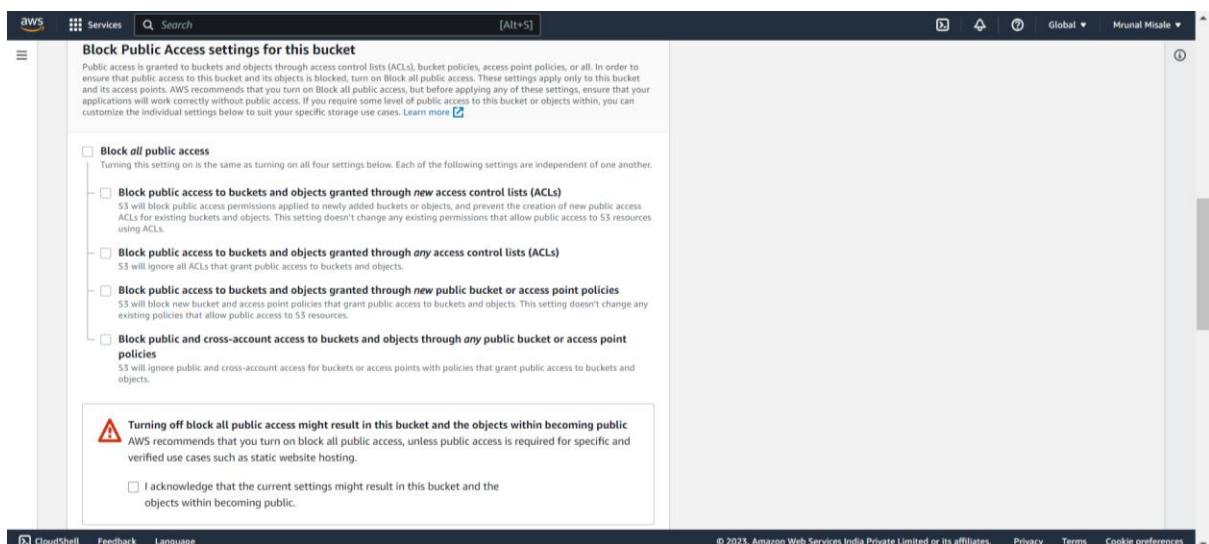 aws Services Search [Alt+S] Global Mrunal Misale
Block Public Access settings for this bucket
Public access is granted to buckets and objects through access control lists (ACLs), bucket policies, access point policies, or all. In order to
ensure that public access to this bucket and its objects is blocked, turn on Block all public access. These settings apply only to this bucket
and its access points. AWS recommends that you turn on Block all public access, but before applying any of these settings, ensure that your
applications will work correctly without public access. If you require some level of public access to this bucket or objects within, you can
customize the individual settings below to suit your specific storage use cases. Learn more
Block all public access
Turning this setting on is the same as turning on all four settings below. Each of the following settings are independent of one another.
Block public access to buckets and objects granted through new access control lists (ACLs)
S3 will block public access permissions applied to newly added buckets or objects, and prevent the creation of new public access
ACLs for existing buckets and objects. This setting doesn't change any existing permissions that allow public access to S3 resources
using ACLs.
Block public access to buckets and objects granted through any access control lists (ACLs)
S3 will ignore all ACLs that grant public access to buckets and objects.
Block public access to buckets and objects granted through new public bucket or access point policies
S3 will block new bucket and access point policies that grant public access to buckets and objects. This setting doesn't change any
existing policies that allow public access to S3 resources.
Block public and cross-account access to buckets and objects through any public bucket or access point
policies
S3 will ignore public and cross-account access for buckets or access points with policies that grant public access to buckets and
objects.
Turning off block all public access might result in this bucket and the objects within becoming public
AWS recommends that you turn on block all public access, unless public access is required for specific and
verified use cases such as static website hosting.
I acknowledge that the current settings might result in this bucket and the
objects within becoming public.
CloudShell Feedback Language © 2023, Amazon Web Services India Private Limited or its affiliates. Privacy Terms Cookie preferences